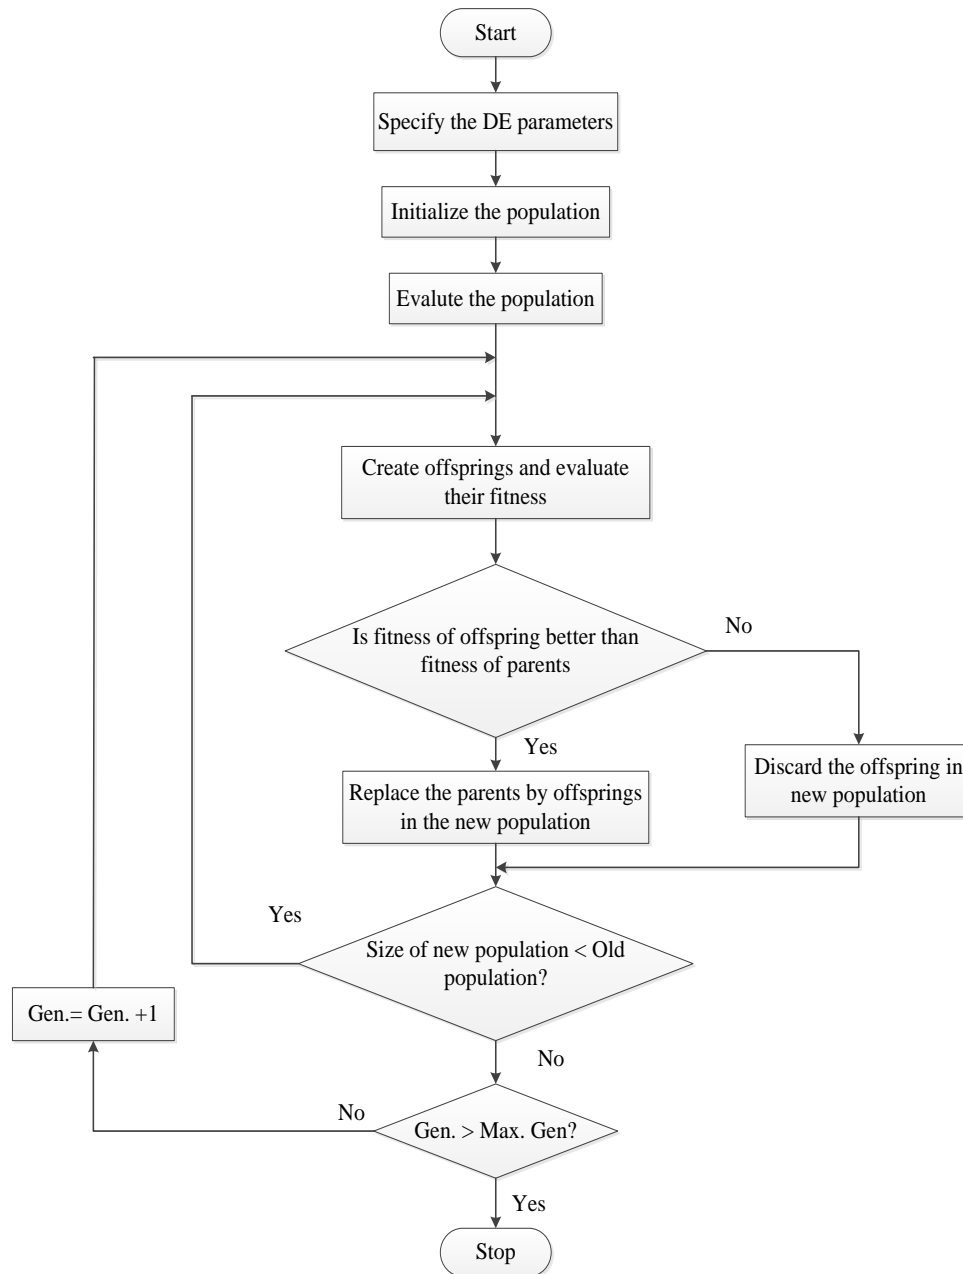 Start
Specify the DE parameters
Initialize the population
Evalute the population
Create offsprings and evaluate
their fitness
Is fitness of offspring better than
fitness of parents
No
Yes
Replace the parents by offsprings
in the new population
Discard the offspring in
new population
Yes
Size of new population < Old
population?
Gen.= Gen. +1
No
No
Gen. > Max. Gen?
Yes
Stop